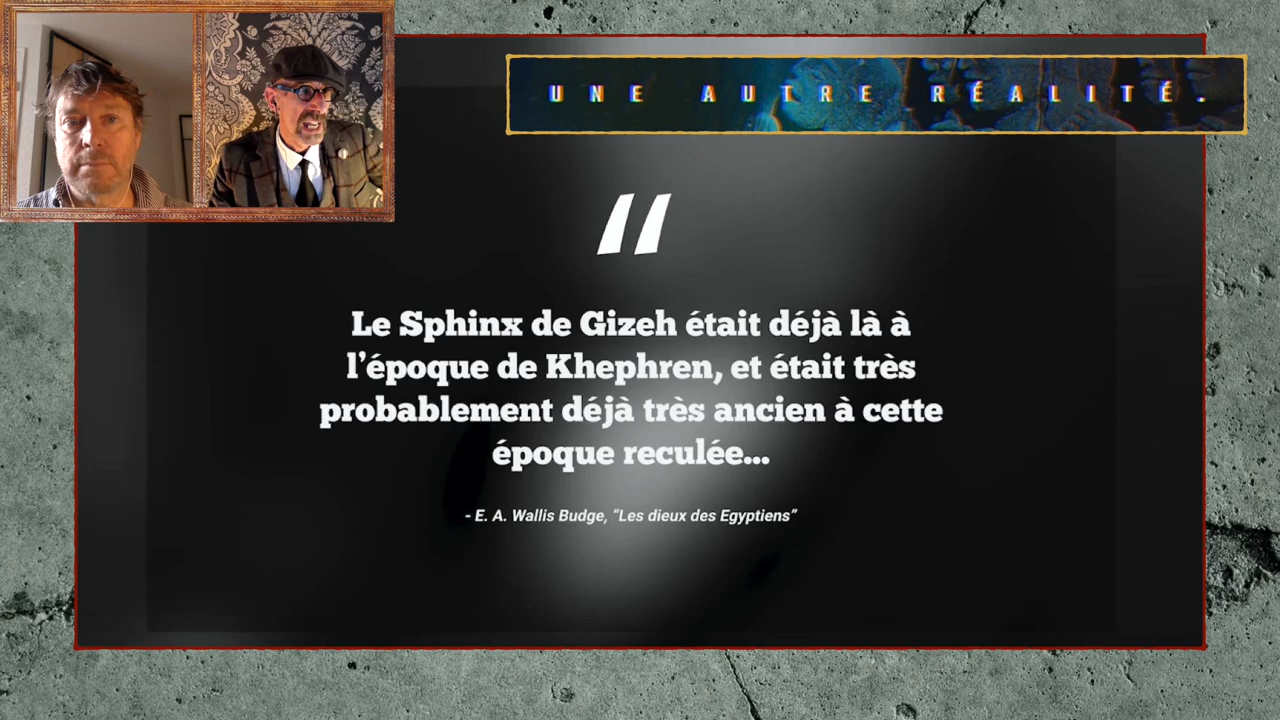 UNE AUTRE RÉALITÉ.
“
Le Sphinx de Gizeh était déjà là à
l'époque de Khephren, et était très
probablement déjà très ancien à cette
époque reculée...
- E. A. Wallis Budge, “Les dieux des Egyptiens”